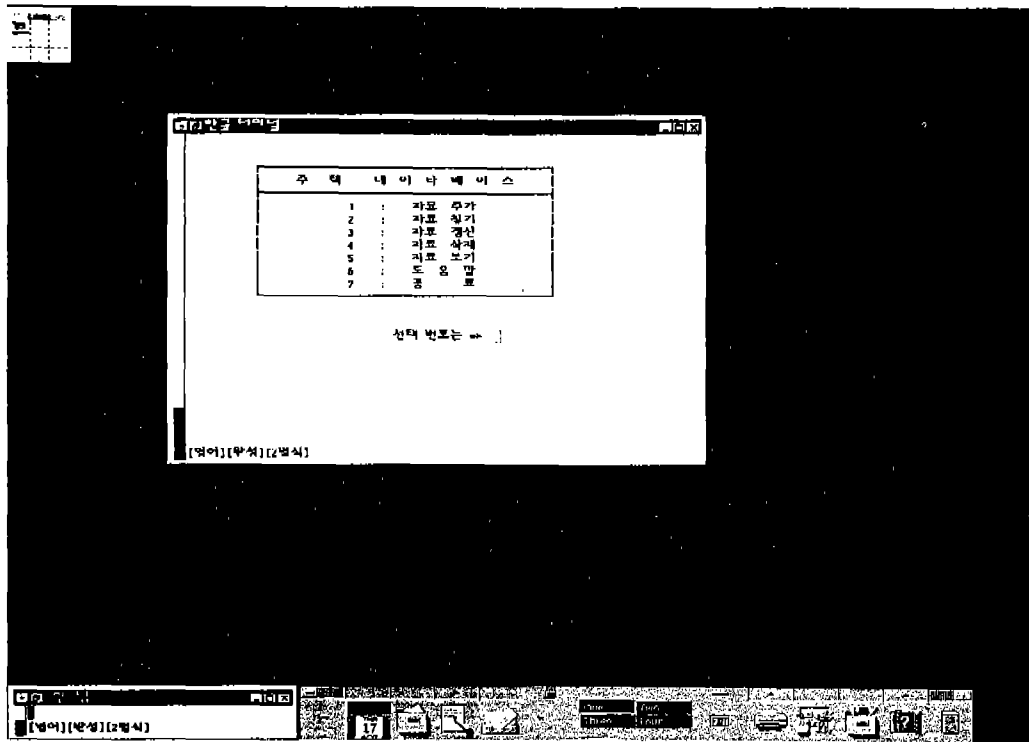 한글 터미널
주 택 데 이 타 베 이 스
1 : 자료 추가
2 : 자료 찾기
3 : 자료 갱신
4 : 자료 삭제
5 : 자료 보기
6 : 도 움 말
7 : 종 료
선택 번호는 =>
[영어][완성][2벌식]
[영어][완성][2벌식]
17
One Two
Three Four
EXIT